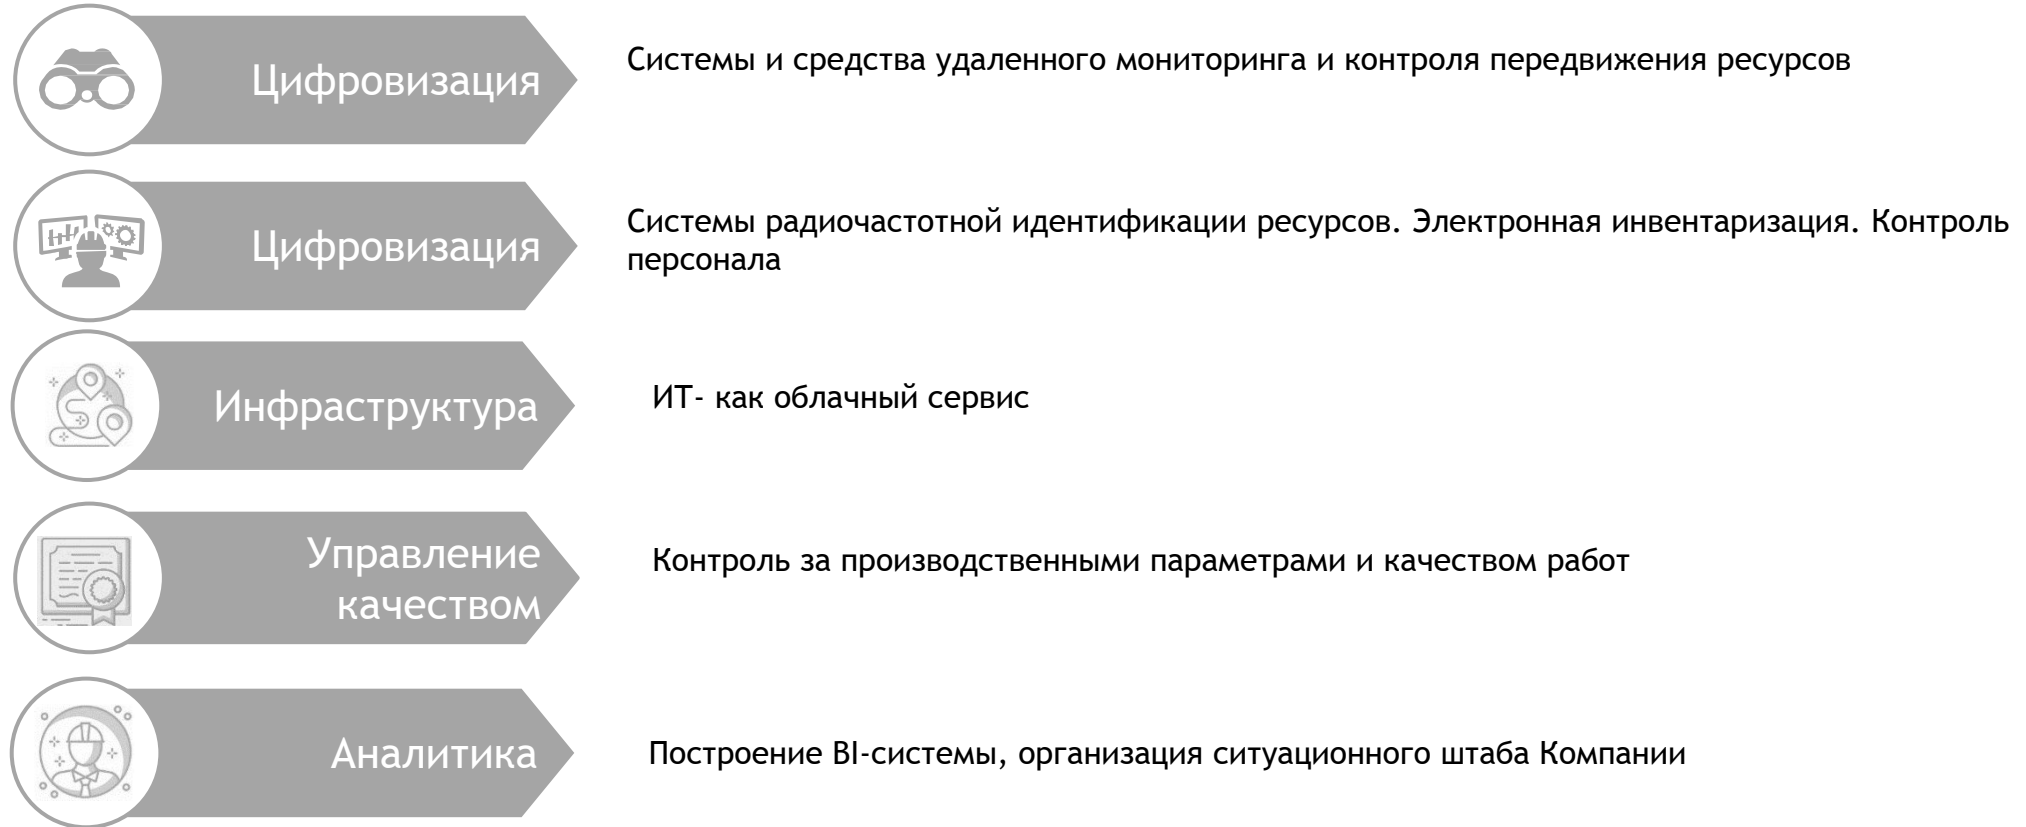 Цифровизация
Системы и средства удаленного мониторинга и контроля передвижения ресурсов
Цифровизация
Системы радиочастотной идентификации ресурсов. Электронная инвентаризация. Контроль
персонала
Инфраструктура
ИТ- как облачный сервис
Управление
качеством
Контроль за производственными параметрами и качеством работ
Аналитика
Построение BI-системы, организация ситуационного штаба Компании